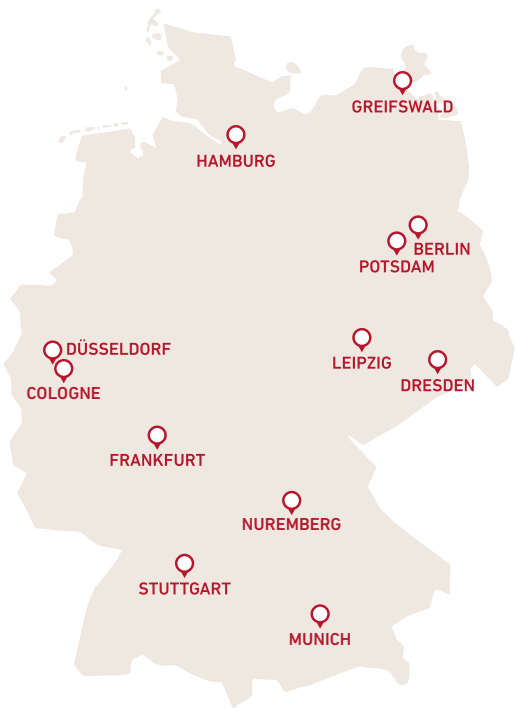 GREIFSWALD
HAMBURG
BERLIN
POTSDAM
DÜSSELDORF
LEIPZIG
DRESDEN
COLOGNE
FRANKFURT
NUREMBERG
STUTTGART
MUNICH